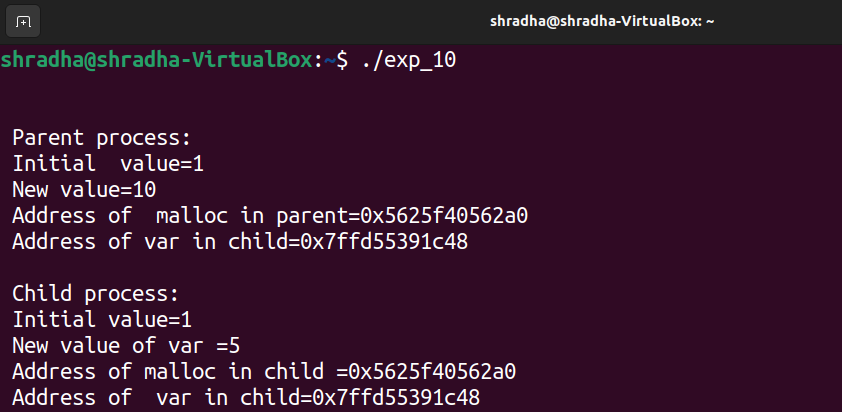 shradha@shradha-VirtualBox: ~
shradha@shradha-VirtualBox:~$ ./exp_10
Parent process:
Initial  value=1
New value=10
Address of  malloc in parent=0x5625f40562a0
Address of var in child=0x7ffd55391c48
Child process:
Initial value=1
New value of var =5
Address of malloc in child =0x5625f40562a0
Address of  var in child=0x7ffd55391c48